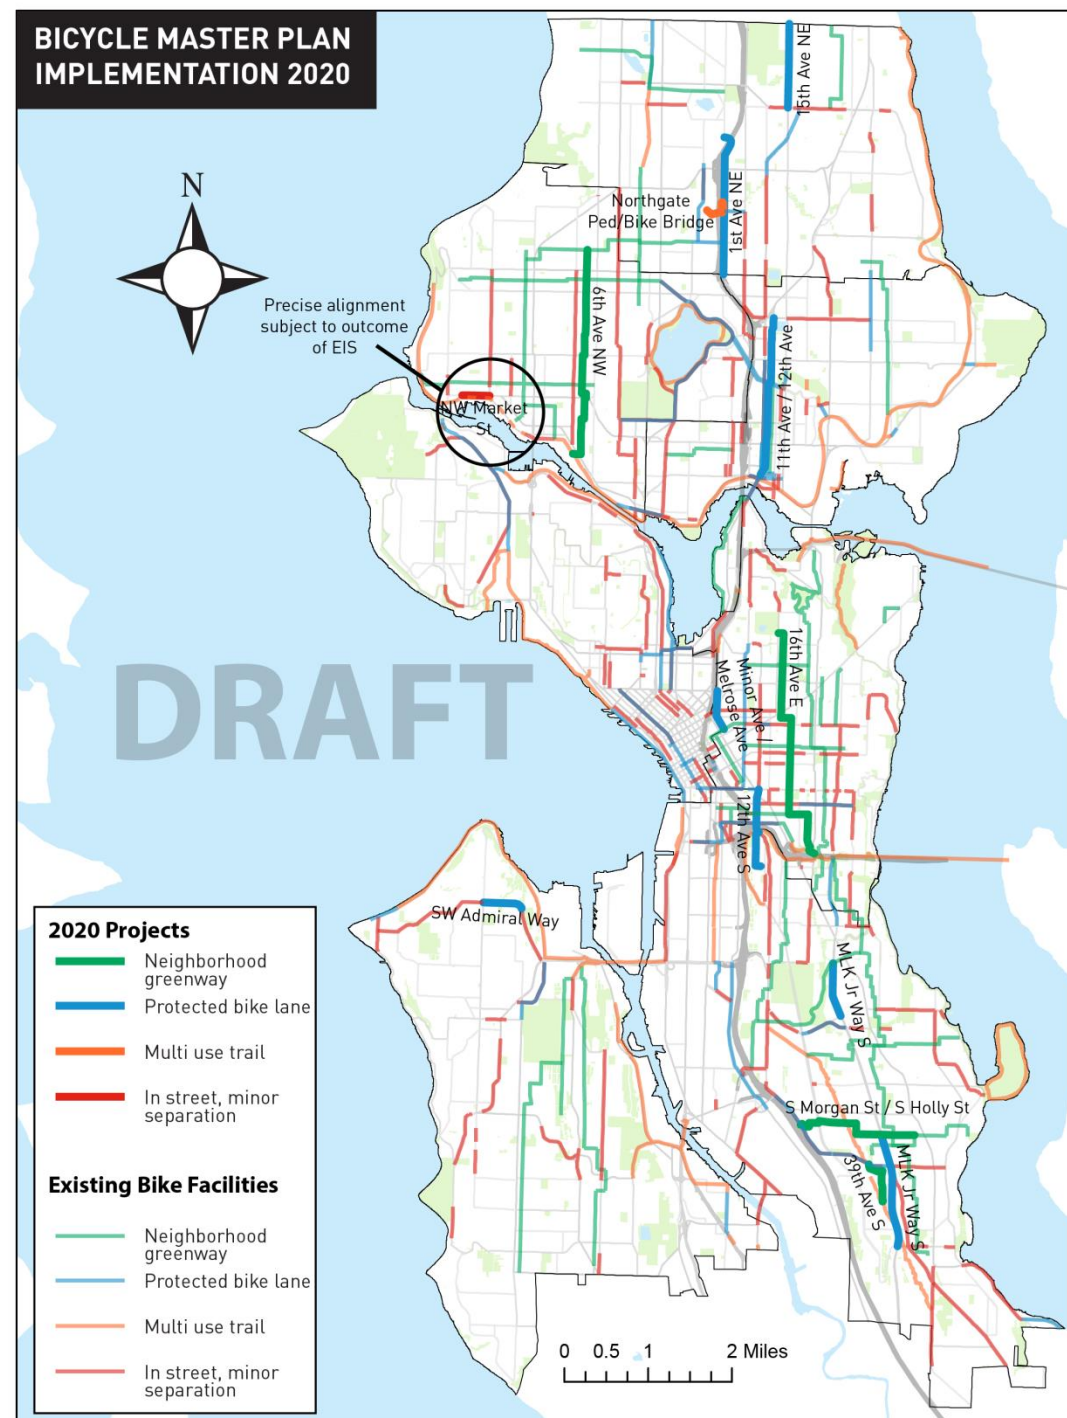 BICYCLE MASTER PLAN
IMPLEMENTATION 2020
N
15th Ave NE
Northgate
Ped/Bike Bridge
1st Ave NE
Precise alignment
subject to outcome
of EIS
6th Ave NW
11th Ave / 12th Ave
NW Market
St
DRAFT
16th Ave E
Minor Ave /
Melrose Ave
12th Ave S
SW Admiral Way
MLK Jr Way S
S Morgan St / S Holly St
39th Ave S
MLK Jr Way S
2020 Projects
Neighborhood
greenway
Protected bike lane
Multi use trail
In street, minor
separation
Existing Bike Facilities
Neighborhood
greenway
Protected bike lane
Multi use trail
In street, minor
separation
0 0.5 1 2 Miles